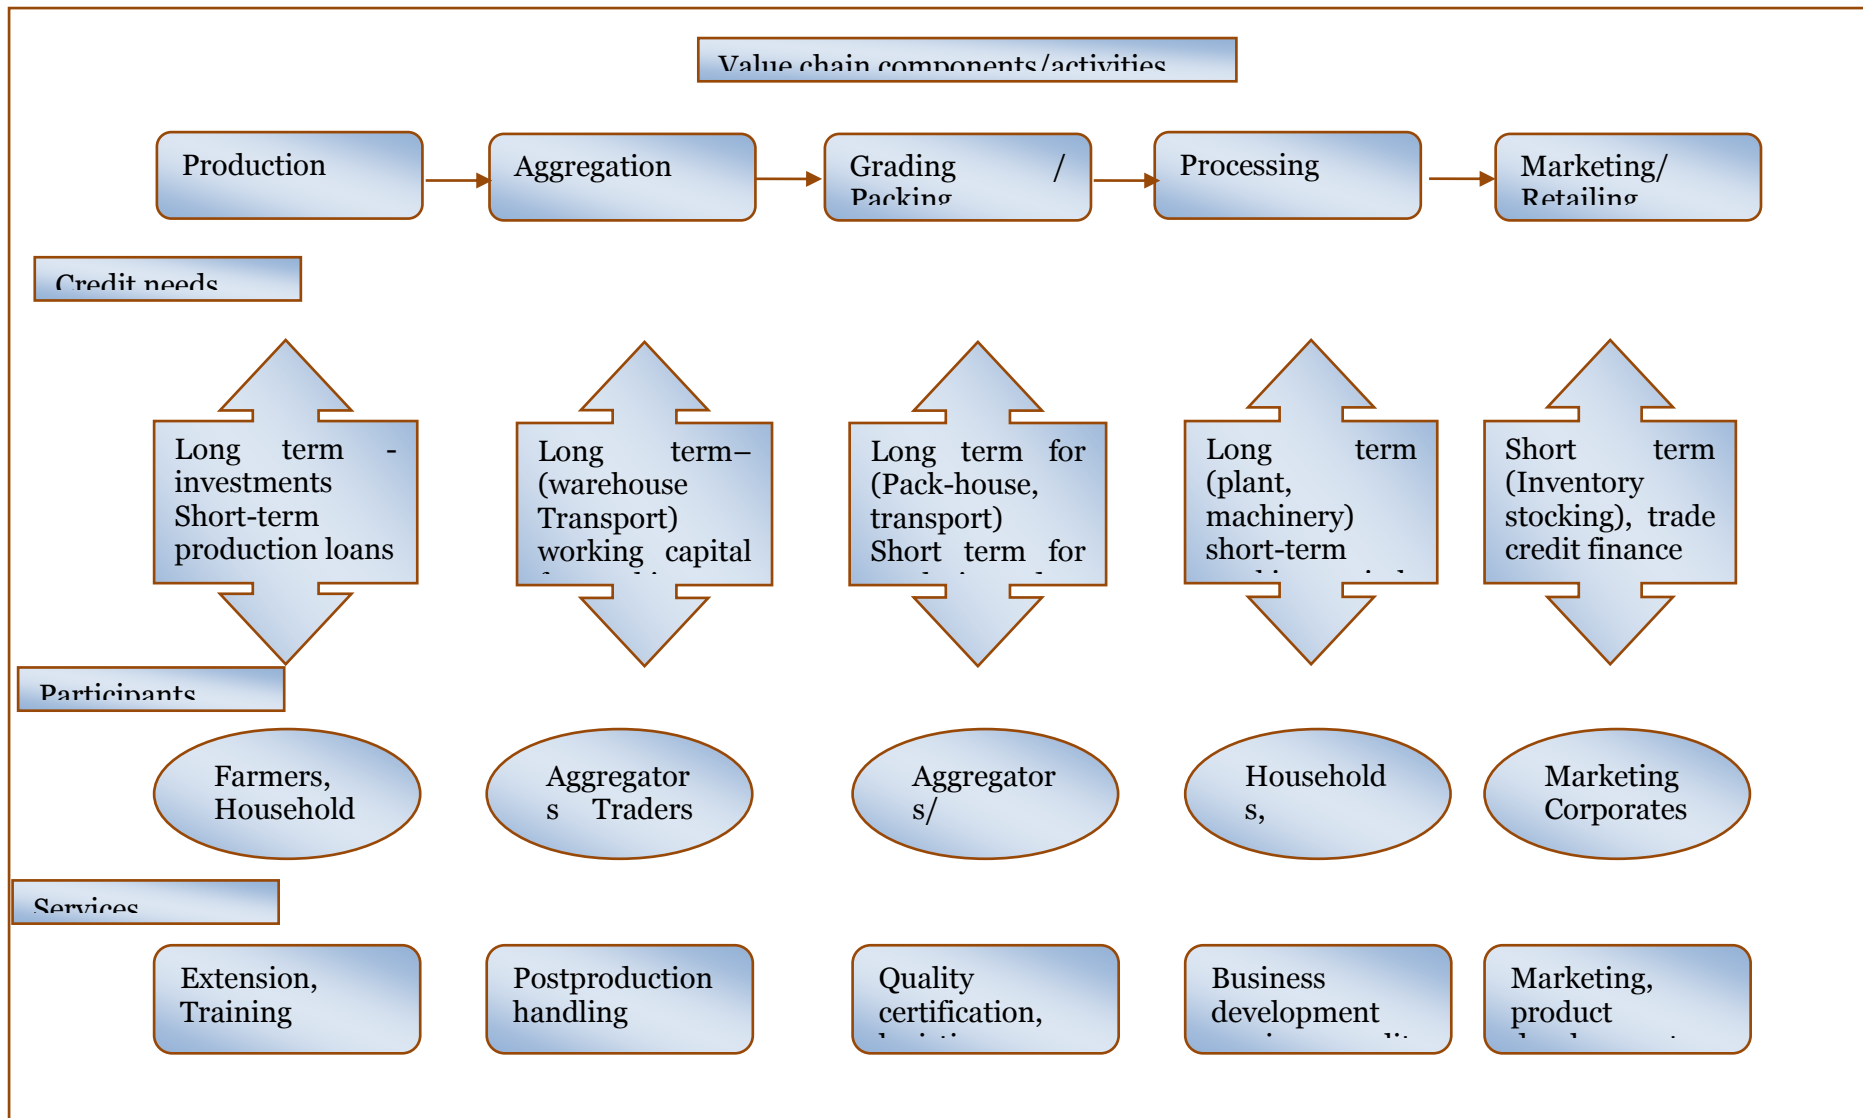 Value chain components/activities
Production
Aggregation
Grading /
Packing
Processing
Marketing/
Retailing
Credit needs
Long term -
investments
Short-term
production loans
Long term–
(warehouse
Transport)
working capital
Long term for
(Pack-house,
transport)
Short term for
Long term
(plant,
machinery)
short-term
Short term
(Inventory
stocking), trade
credit finance
Participants
Farmers,
Household
Aggregator
s Traders
Aggregator
s/
Household
s,
Marketing
Corporates
Services
Extension,
Training
Postproduction
handling
Quality
certification,
Business
development
Marketing,
product